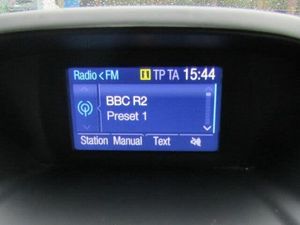 Radio <FM TP TA 15:44
BBC R2
Preset 1
Station Manual Text